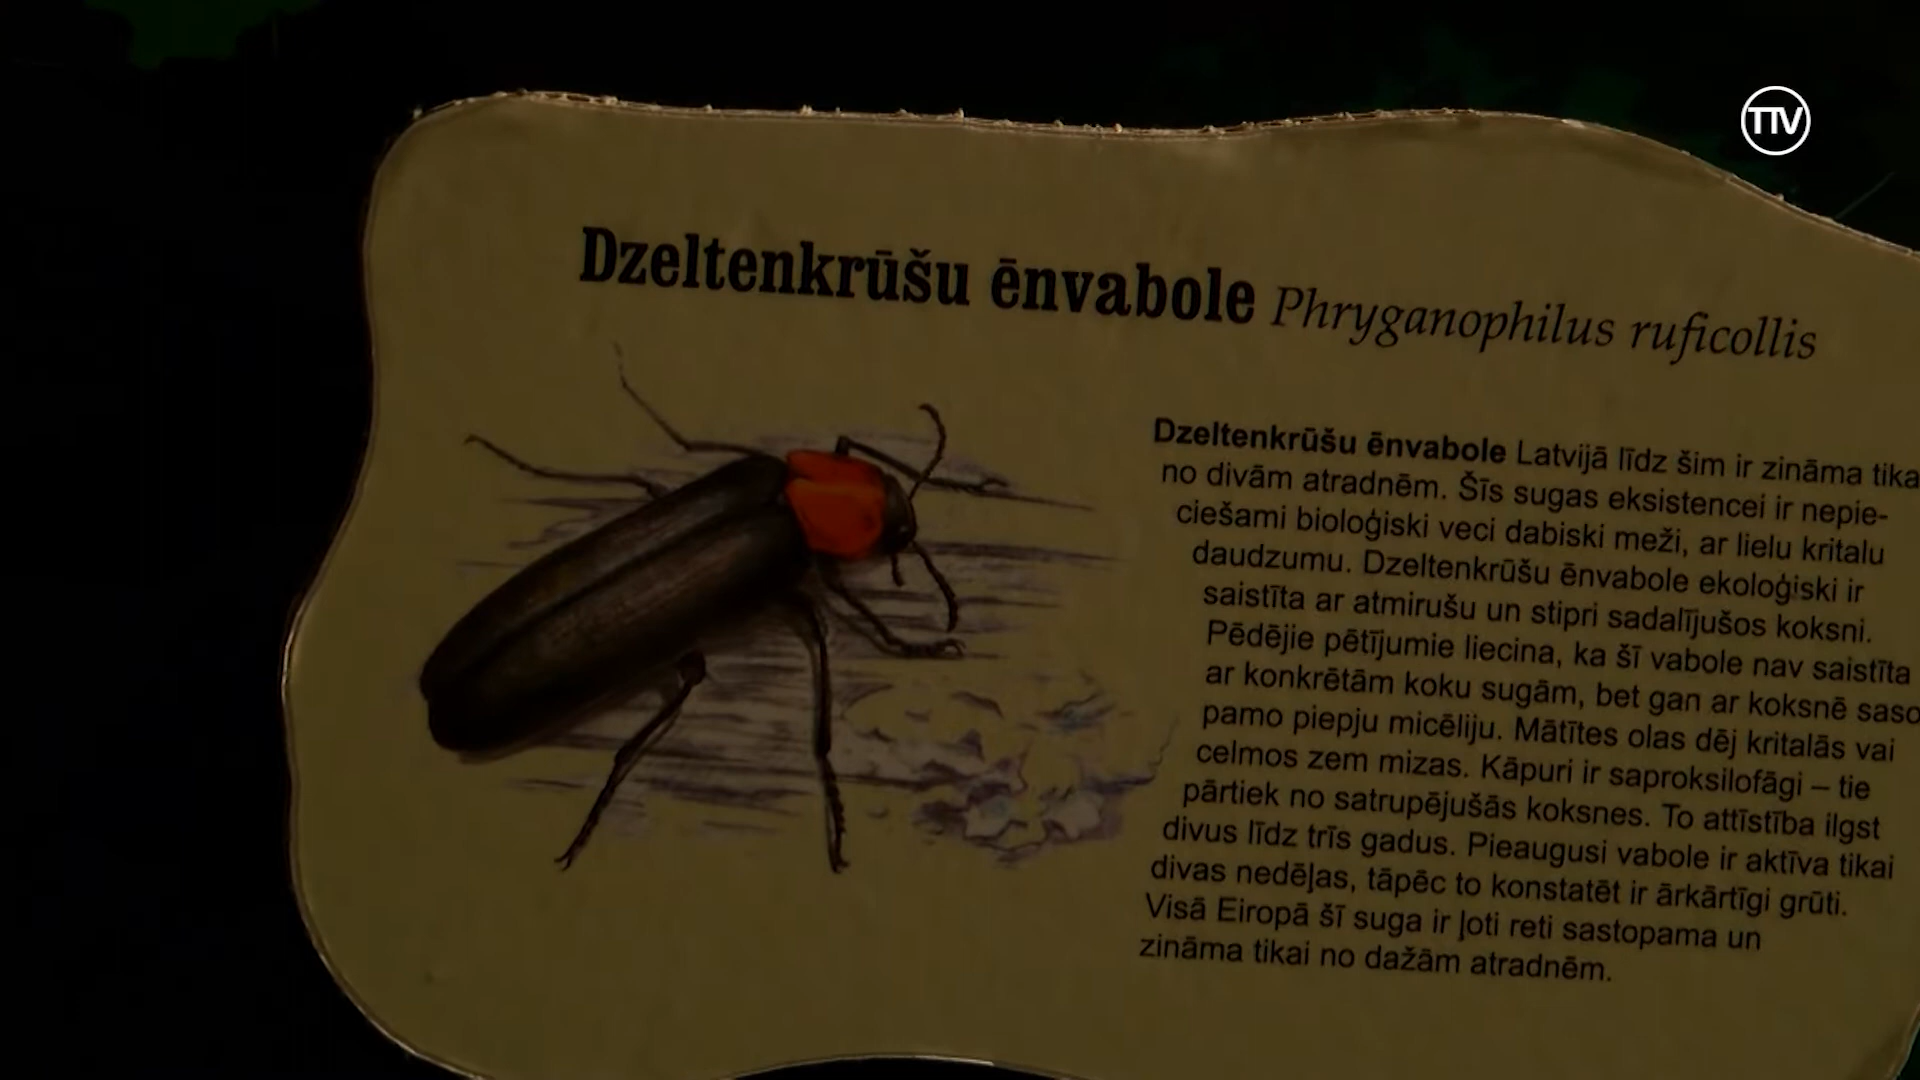 TTV
Dzeltenkrūšu ēnvabole Phryganophilus ruficollis
Dzeltenkrūšu ēnvabole Latvijā līdz šim ir zināma tika
no divām atradnēm. Šīs sugas eksistencei ir nepie-
ciešami bioloģiski veci dabiski meži, ar lielu kritalu
daudzumu. Dzeltenkrūšu ēnvabole ekoloģiski ir
saistīta ar atmirušu un stipri sadalījušos koksni.
Pēdējie pētījumie liecina, ka šī vabole nav saistīta
ar konkrētām koku sugām, bet gan ar koksnē saso
pamo piepju micēliju. Mātītes olas dēj kritalās vai
celmos zem mizas. Kāpuri ir saproksilofāgi – tie
pārtiek no satrupējušās koksnes. To attīstība ilgst
divus līdz trīs gadus. Pieaugusi vabole ir aktīva tikai
divas nedēļas, tāpēc to konstatēt ir ārkārtīgi grūti.
Visā Eiropā šī suga ir ļoti reti sastopama un
zināma tikai no dažām atradnēm.